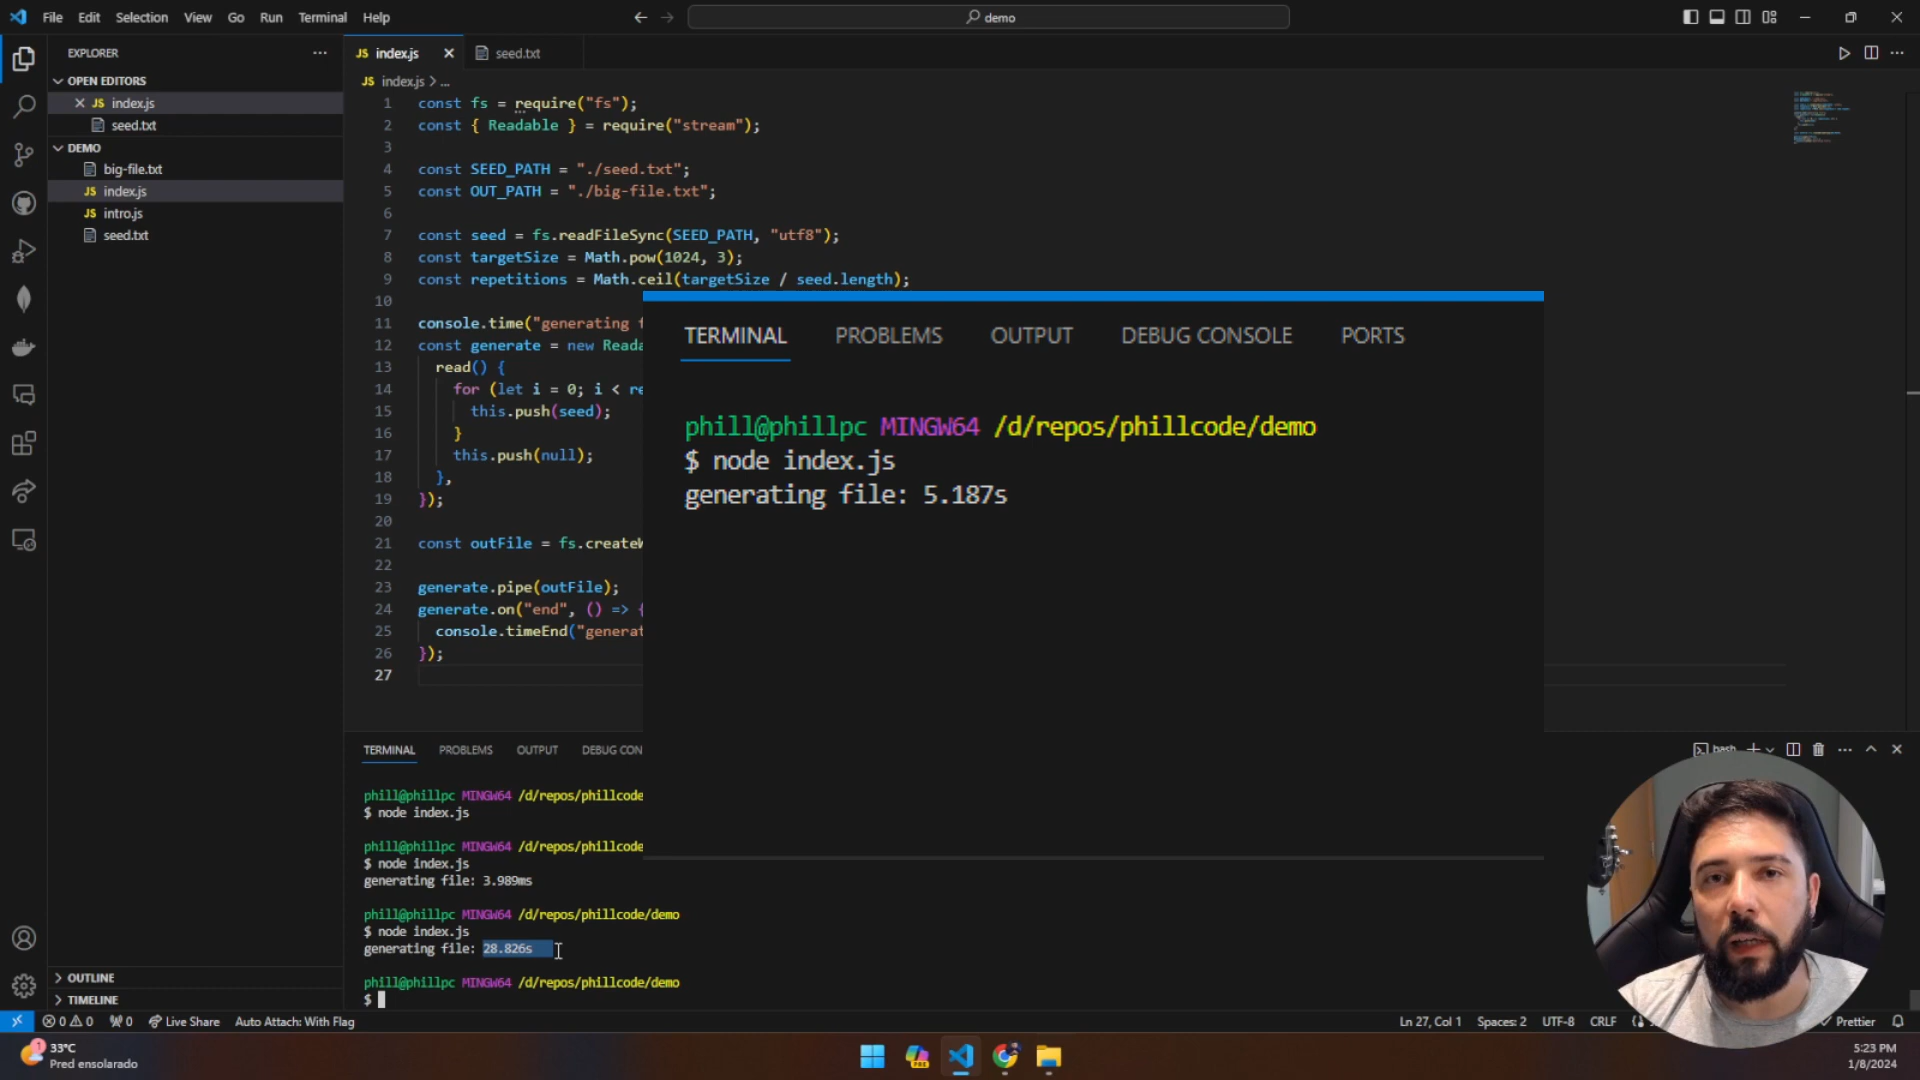 File Edit Selection View Go Run Terminal Help
demo
EXPLORER
OPEN EDITORS
JS index.js
seed.txt
DEMO
big-file.txt
JS index.js
JS intro.js
seed.txt
OUTLINE
TIMELINE
JS index.js
seed.txt
JS index.js > ...
1 const fs = require("fs");
2 const { Readable } = require("stream");
3
4 const SEED_PATH = "./seed.txt";
5 const OUT_PATH = "./big-file.txt";
6
7 const seed = fs.readFileSync(SEED_PATH, "utf8");
8 const targetSize = Math.pow(1024, 3);
9 const repetitions = Math.ceil(targetSize / seed.length);
10
11 console.time("generating f
12 const generate = new Reada
13 read() {
14 for (let i = 0; i < re
15 this.push(seed);
16 }
17 this.push(null);
18 },
19 });
20
21 const outFile = fs.createW
22
23 generate.pipe(outFile);
24 generate.on("end", () => {
25 console.timeEnd("generat
26 });
27
TERMINAL PROBLEMS OUTPUT DEBUG CONSOLE PORTS
phill@phillpc MINGW64 /d/repos/phillcode/demo
$ node index.js
generating file: 5.187s
TERMINAL PROBLEMS OUTPUT DEBUG CON
bash
phill@phillpc MINGW64 /d/repos/phillcode
$ node index.js
phill@phillpc MINGW64 /d/repos/phillcode
$ node index.js
generating file: 3.989ms
phill@phillpc MINGW64 /d/repos/phillcode/demo
$ node index.js
generating file: 28.826s
phill@phillpc MINGW64 /d/repos/phillcode/demo
$
0 0 0 Live Share Auto Attach: With Flag
Ln 27, Col 1 Spaces: 2 UTF-8 CRLF Prettier
33°C
Pred ensolarado
5:23 PM
1/8/2024